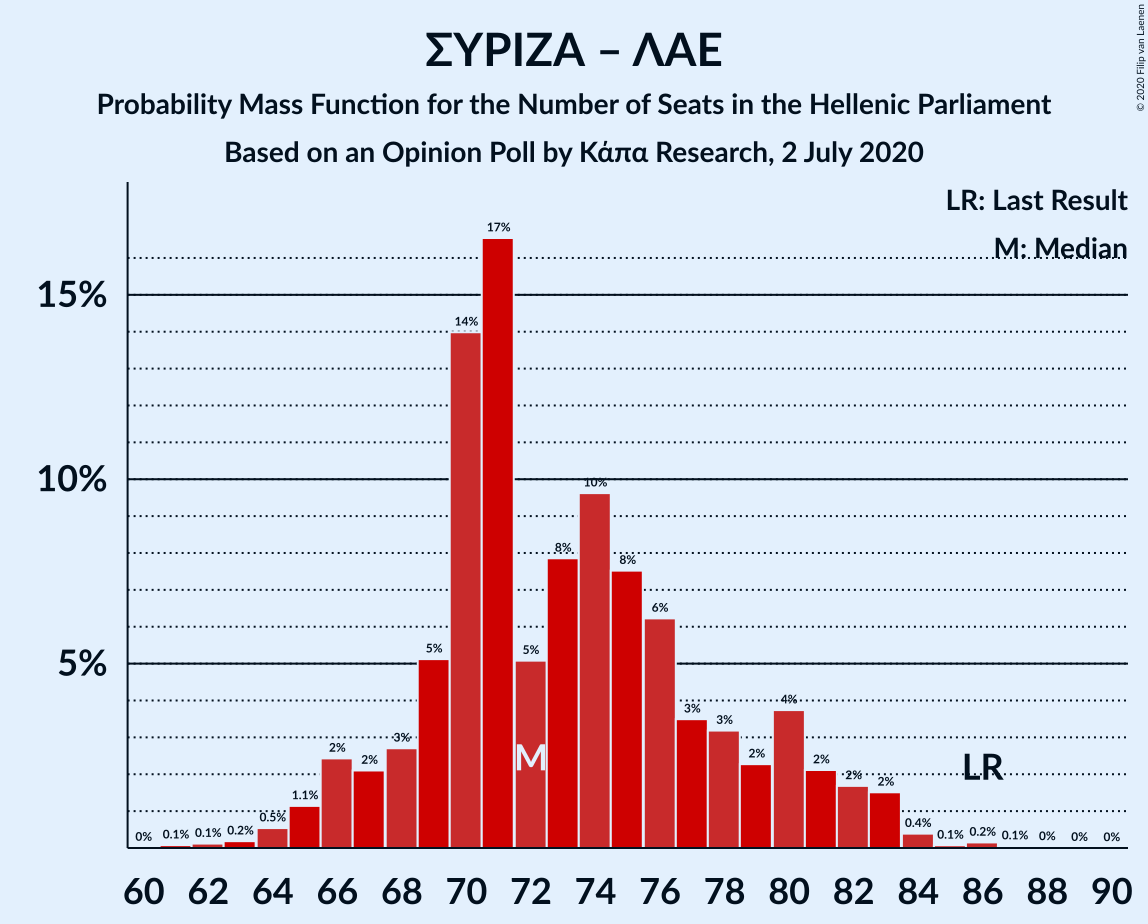 ΣΥΡΙΖΑ – ΛΑΕ
Probability Mass Function for the Number of Seats in the Hellenic Parliament
Based on an Opinion Poll by Κάπα Research, 2 July 2020
© 2020 Filip van Laenen
LR: Last Result
M: Median
15%
10%
5%
0% 0.1% 0.1% 0.2% 0.5% 1.1% 2% 2% 3% 5% 14% 17% 5% 8% 10% 8% 6% 3% 3% 2% 4% 2% 2% 2% 0.4% 0.1% 0.2% 0.1% 0% 0% 0%
M
LR
60 62 64 66 68 70 72 74 76 78 80 82 84 86 88 90